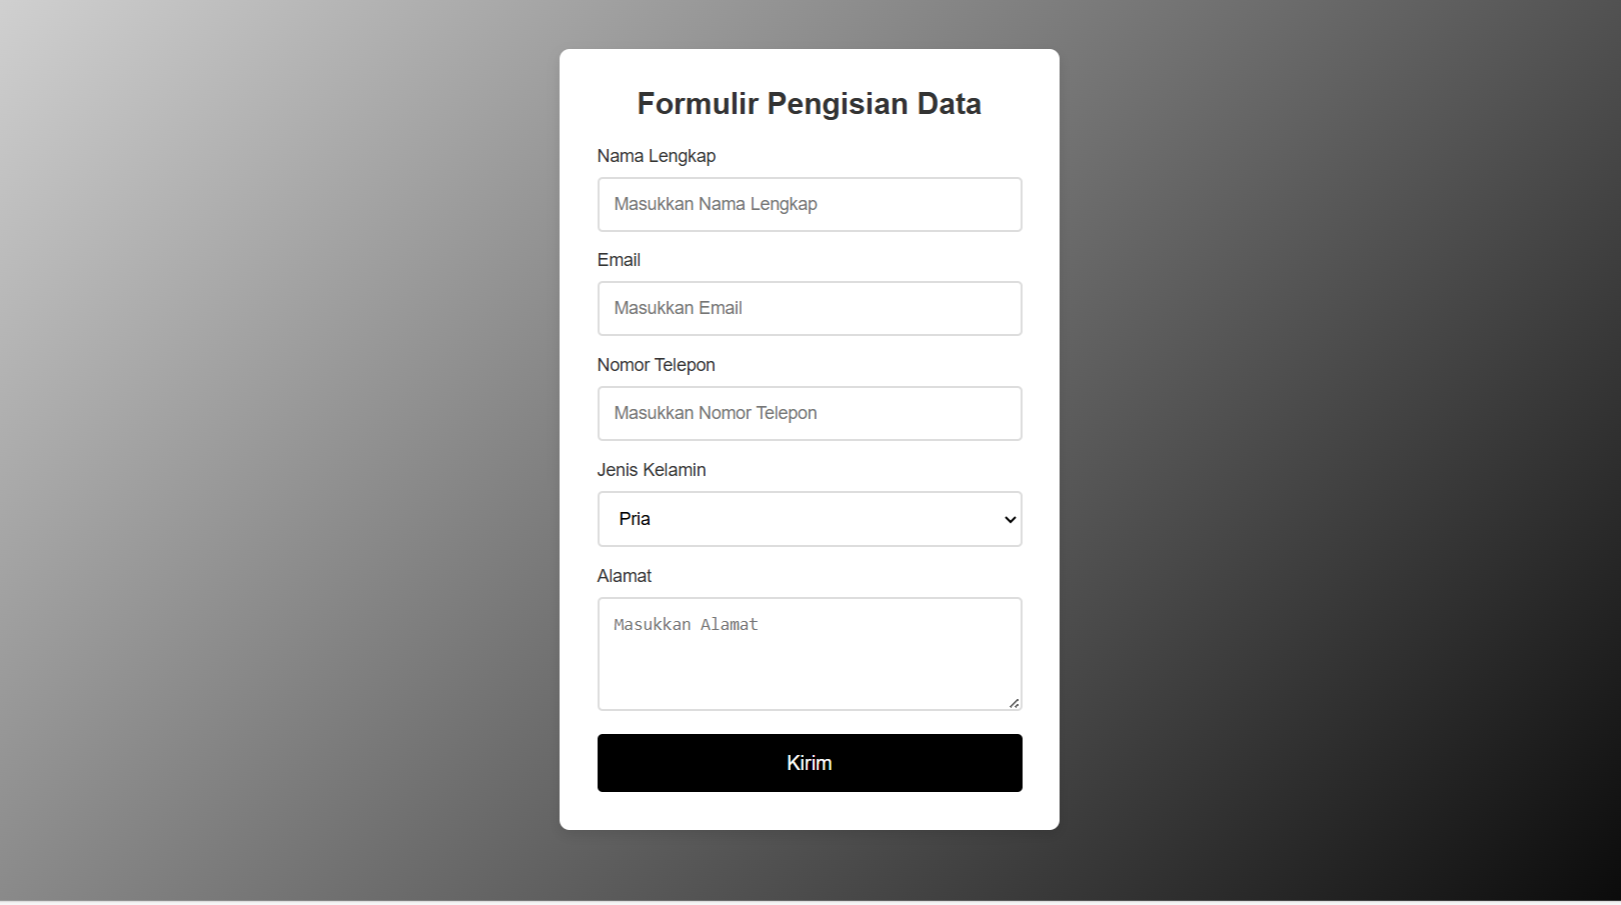 Formulir Pengisian Data
Nama Lengkap
Masukkan Nama Lengkap
Email
Masukkan Email
Nomor Telepon
Masukkan Nomor Telepon
Jenis Kelamin
Pria
Alamat
Masukkan Alamat
Kirim